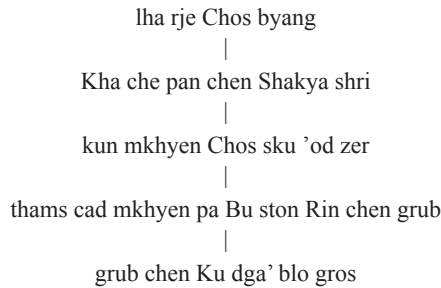 lha rje Chos byang
|
Kha che pan chen Shakya shri
|
kun mkhyen Chos sku ’od zer
|
thams cad mkhyen pa Bu ston Rin chen grub
|
grub chen Ku dga’ blo gros